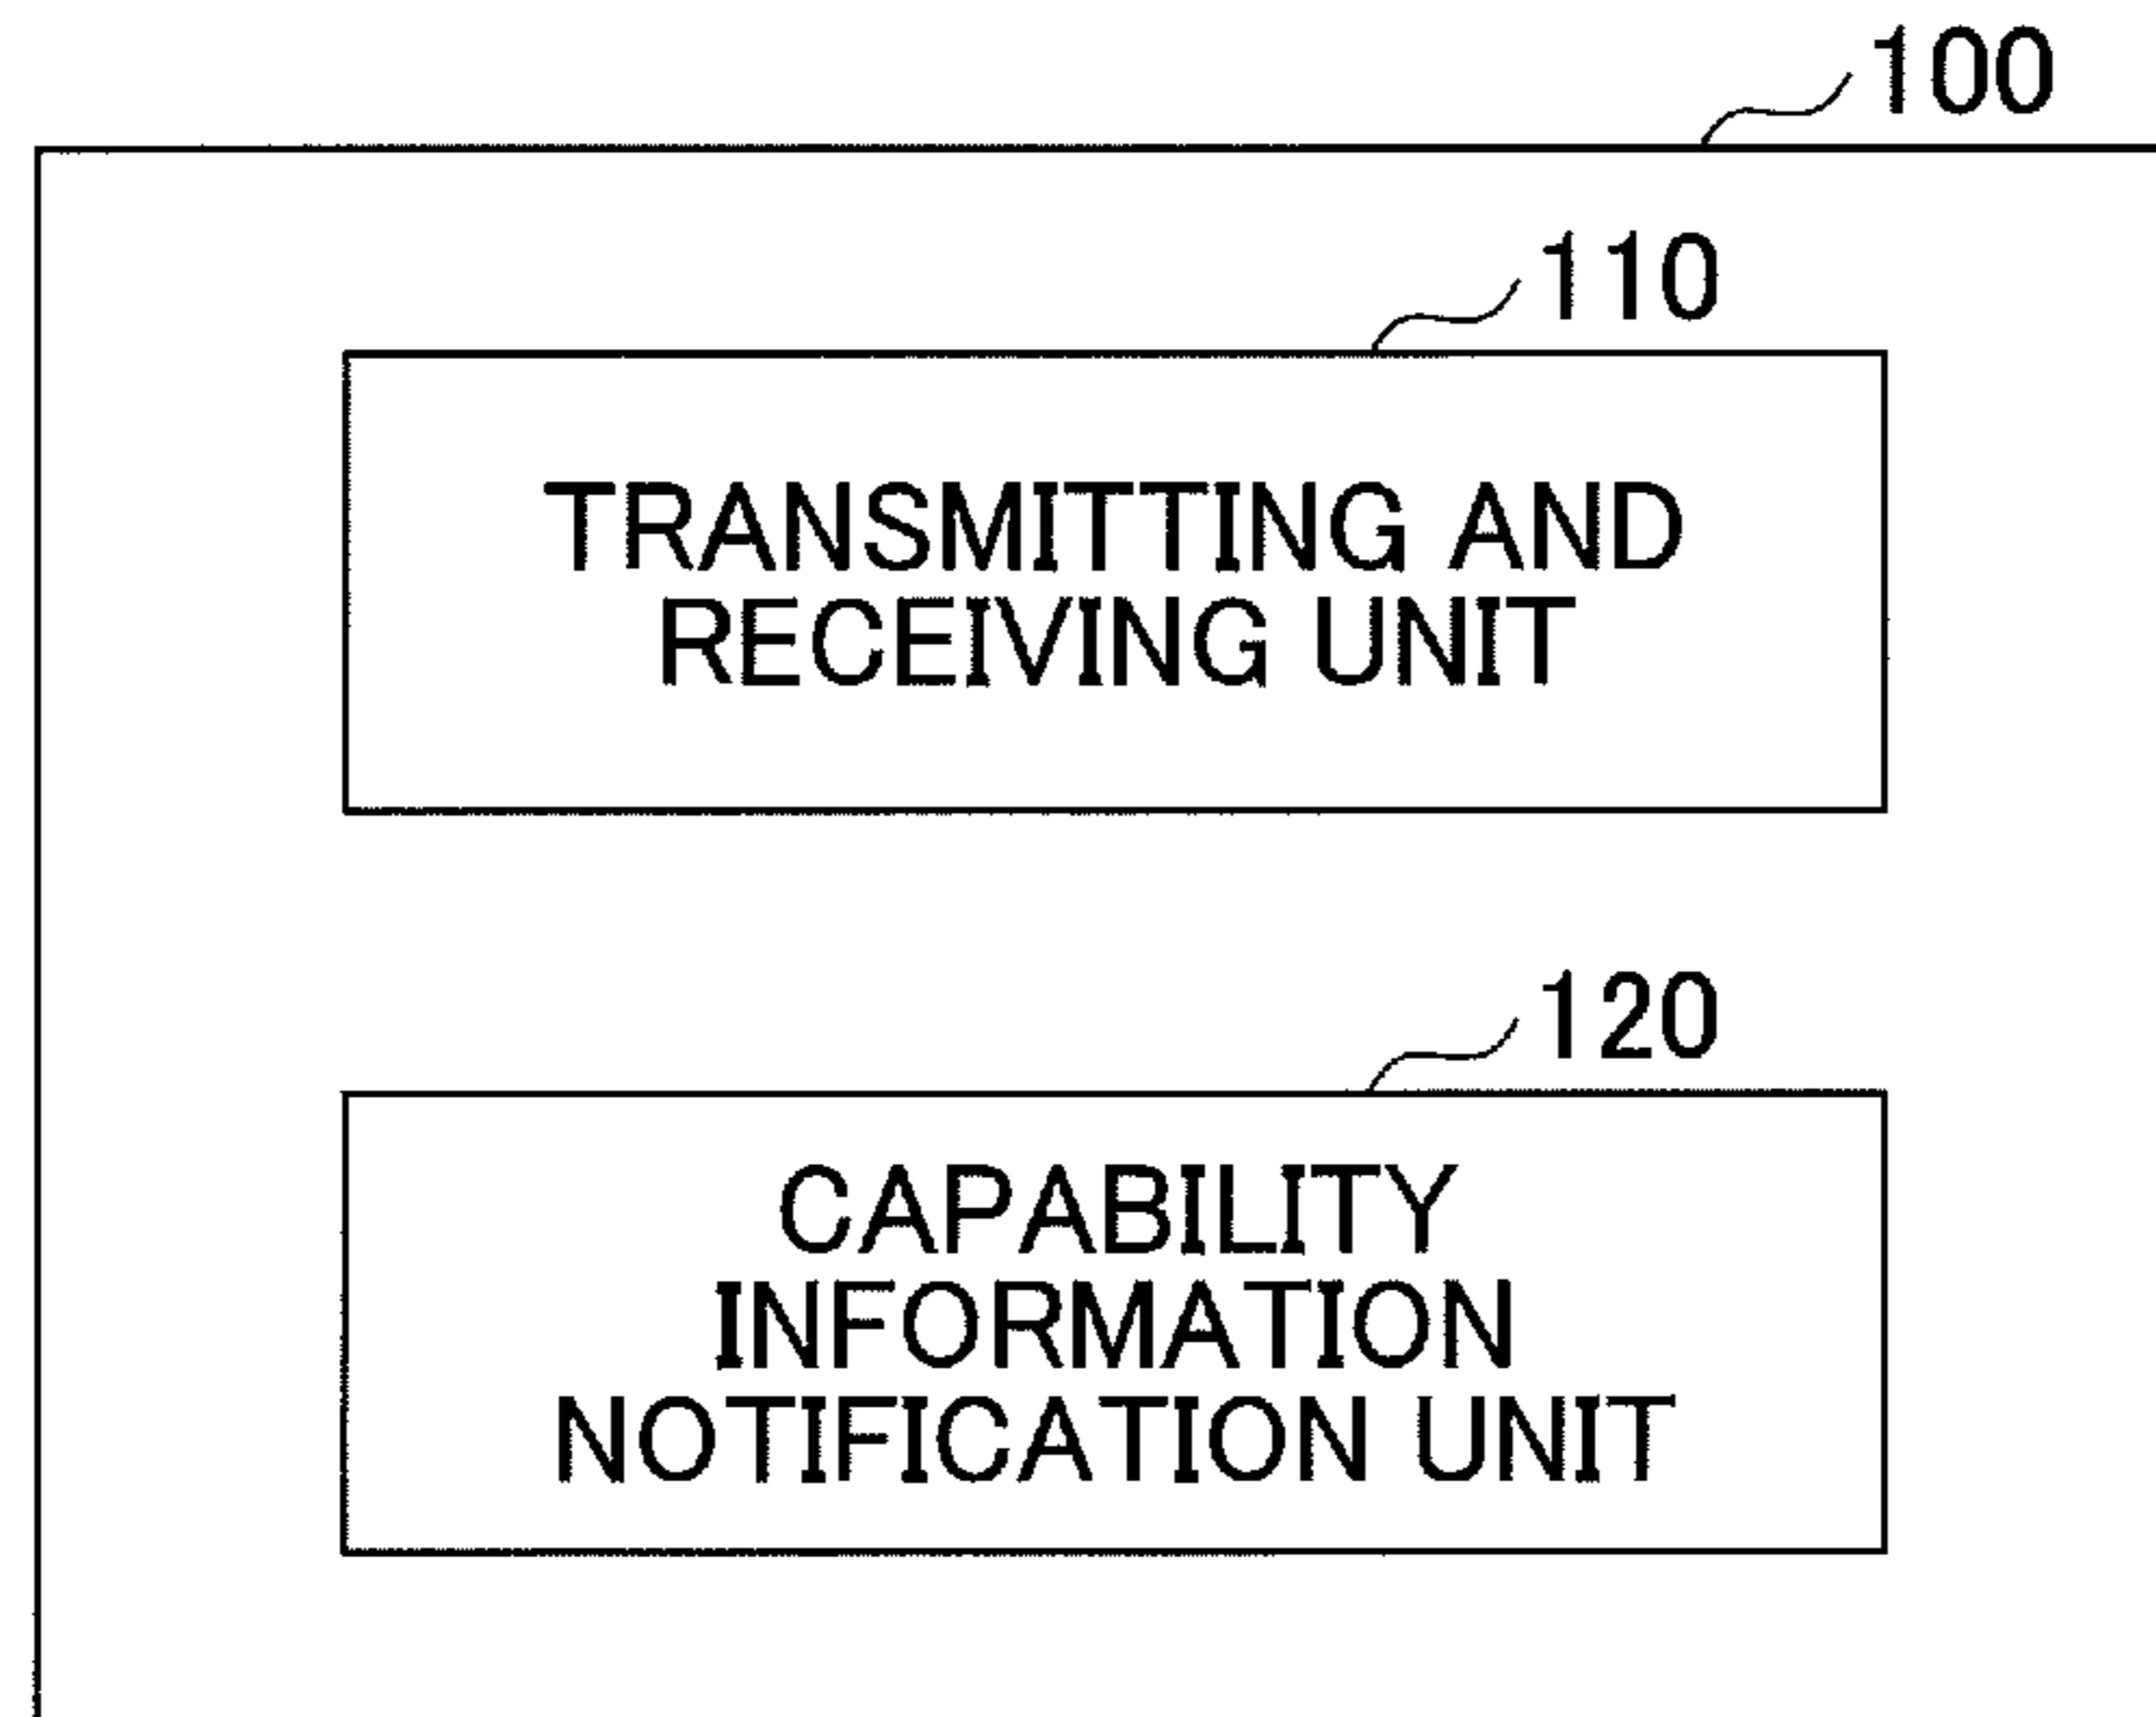 100
110
TRANSMITTING AND
RECEIVING UNIT
120
CAPABILITY
INFORMATION
NOTIFICATION UNIT